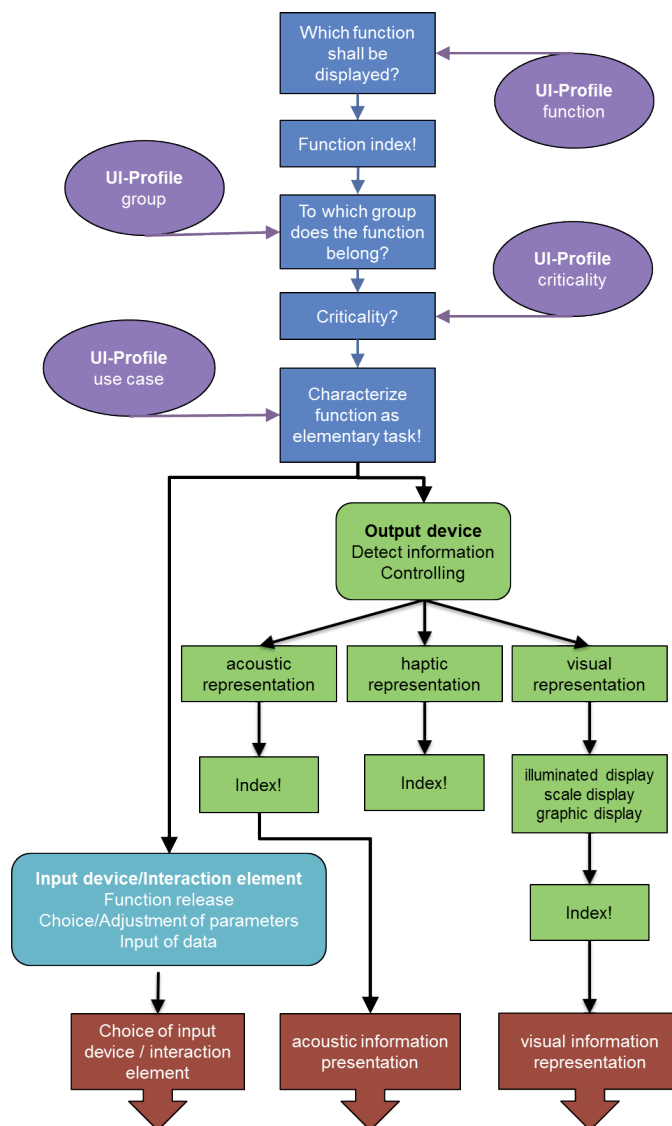 Which function
shall be
displayed?
UI-Profile
function
Function index!
UI-Profile
group
To which group
does the function
belong?
UI-Profile
criticality
Criticality?
UI-Profile
use case
Characterize
function as
elementary task!
Output device
Detect information
Controlling
acoustic
representation
haptic
representation
visual
representation
Index!
Index!
illuminated display
scale display
graphic display
Input device/Interaction element
Function release
Choice/Adjustment of parameters
Input of data
Index!
Choice of input
device / interaction
element
acoustic information
presentation
visual information
representation